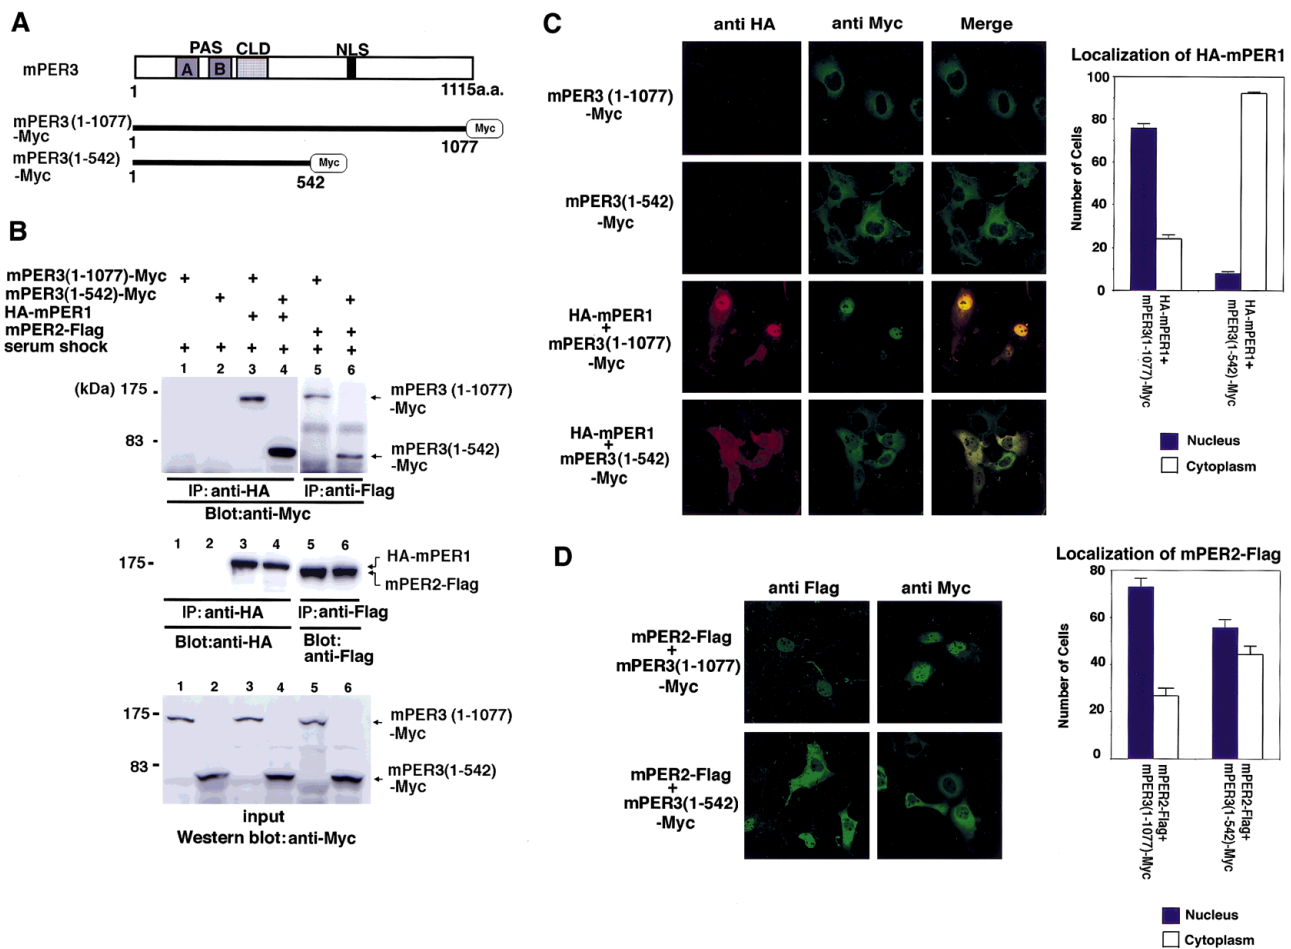 A
PAS CLD NLS
mPER3 A B
1 1115a.a.
mPER3 (1-1077)
-Myc
Myc
1 1077
mPER3(1-542)
-Myc
Myc
1 542
B
mPER3(1-1077)-Myc + + +
mPER3(1-542)-Myc + + +
HA-mPER1 + +
mPER2-Flag + +
serum shock + + + + + +
1 2 3 4 5 6
(kDa) 175 -
83 -
mPER3 (1-1077)
-Myc
mPER3(1-542)
-Myc
IP: anti-HA IP:anti-Flag
Blot:anti-Myc
1 2 3 4 5 6
175 -
HA-mPER1
mPER2-Flag
IP: anti-HA IP:anti-Flag
Blot:anti-HA Blot:
anti-Flag
1 2 3 4 5 6
175 -
83 -
mPER3 (1-1077)
-Myc
mPER3(1-542)
-Myc
input
Western blot: anti-Myc
C
anti HA anti Myc Merge
mPER3 (1-1077)
-Myc
mPER3(1-542)
-Myc
HA-mPER1
+
mPER3(1-1077)
-Myc
HA-mPER1
+
mPER3(1-542)
-Myc
Localization of HA-mPER1
Number of Cells
100
80
60
40
20
0
HA-mPER1+
mPER3(1-1077)-Myc
HA-mPER1+
mPER3(1-542)-Myc
Nucleus
Cytoplasm
D
anti Flag anti Myc
mPER2-Flag
+
mPER3(1-1077)
-Myc
mPER2-Flag
+
mPER3(1-542)
-Myc
Localization of mPER2-Flag
Number of Cells
80
60
40
20
0
mPER2-Flag+
mPER3(1-1077)-Myc
mPER2-Flag+
mPER3(1-542)-Myc
Nucleus
Cytoplasm